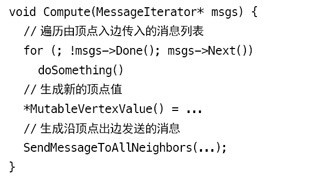 void Compute(MessageIterator* msgs) {
// 遍历由顶点入边传入的消息列表
for (; !msgs->Done(); msgs->Next())
doSomething()
// 生成新的顶点值
*MutableVertexValue() = ...
// 生成沿顶点出边发送的消息
SendMessageToAllNeighbors(...);
}